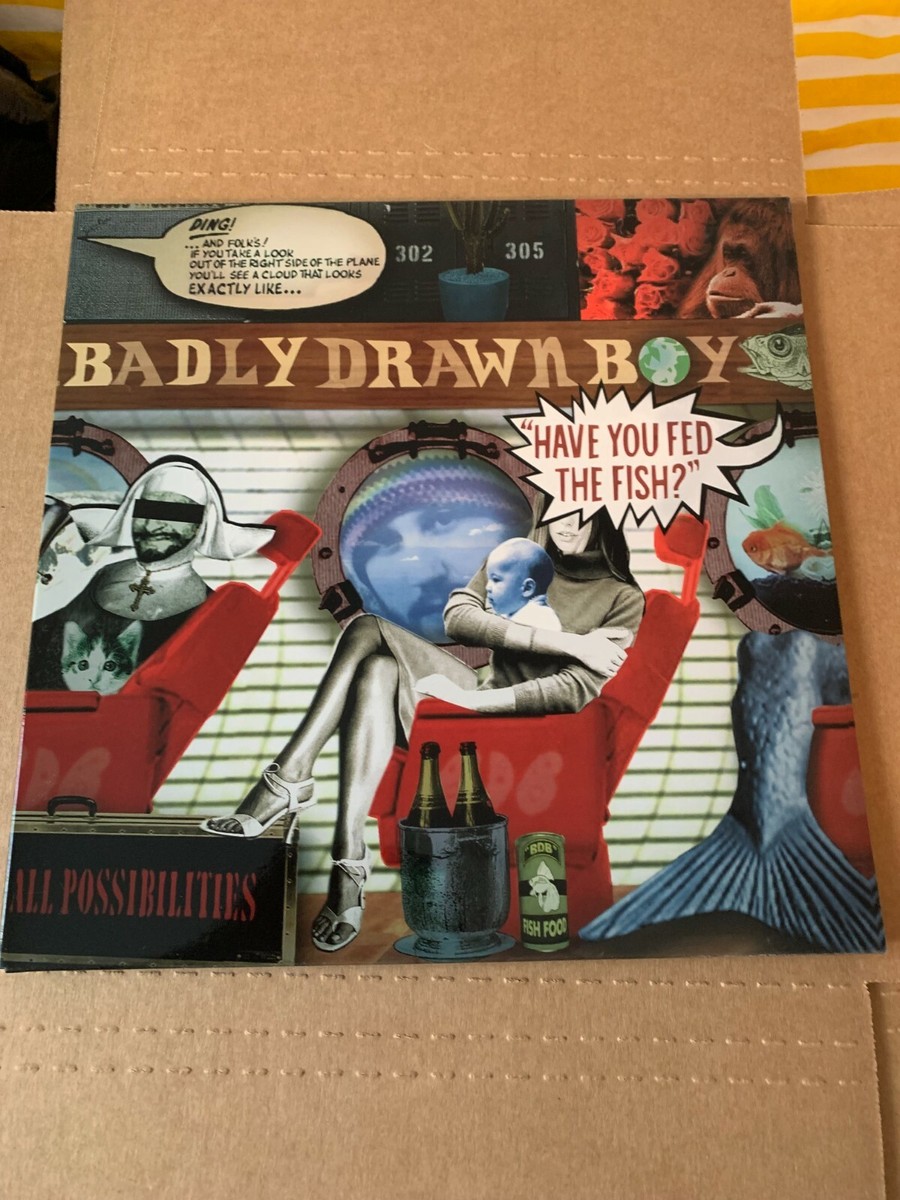 DING!
...AND FOLK'S!
IF YOU TAKE A LOOK
OUT OF THE RIGHT SIDE OF THE PLANE
YOU'LL SEE A CLOUD THAT LOOKS
EXACTLY LIKE...
302
305
BADLY DRAWN BOY
"HAVE YOU FED
THE FISH?"
ALL POSSIBILITIES
"BDB"
FISH FOOD